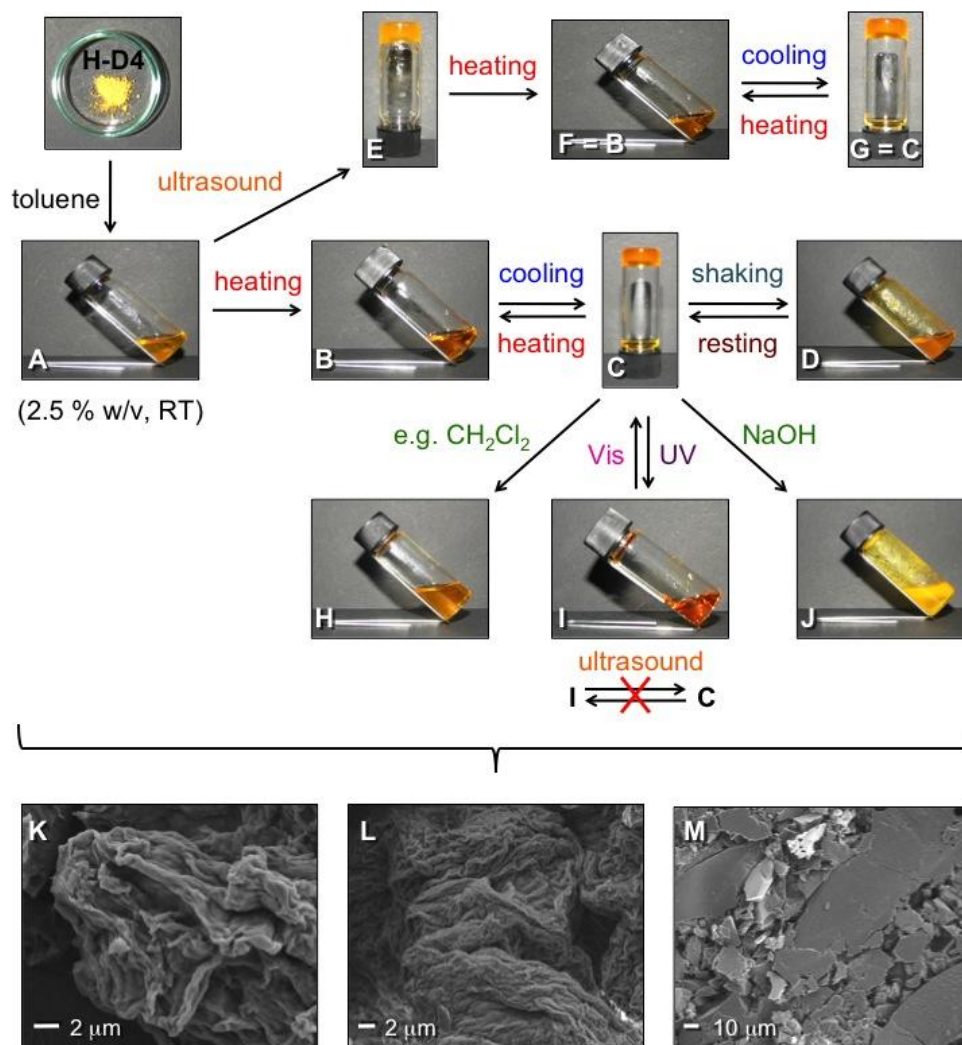 H-D4
heating
cooling
heating
E
F = B
G = C
toluene
ultrasound
heating
cooling
heating
shaking
resting
A
B
C
D
(2.5 % w/v, RT)
e.g. CH₂Cl₂
Vis
UV
NaOH
H
I
J
ultrasound
I
C
K
L
M
2 μm
2 μm
10 μm